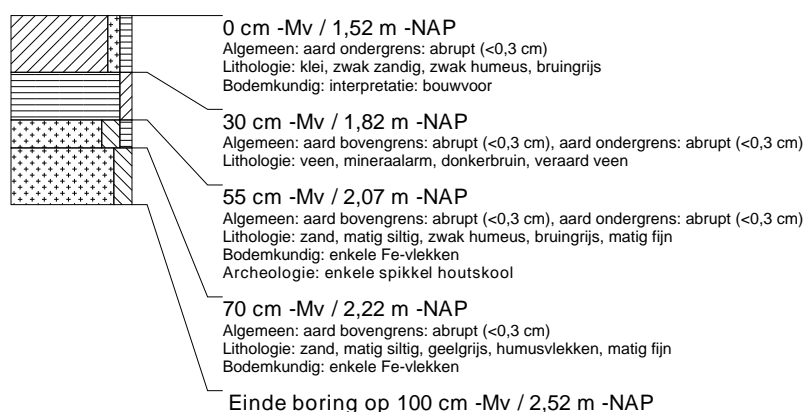 0 cm -Mv / 1,52 m -NAP
Algemeen: aard ondergrens: abrupt (<0,3 cm)
Lithologie: klei, zwak zandig, zwak humeus, bruingrijs
Bodemkundig: interpretatie: bouwvoor
30 cm -Mv / 1,82 m -NAP
Algemeen: aard bovengrens: abrupt (<0,3 cm), aard ondergrens: abrupt (<0,3 cm)
Lithologie: veen, mineraalarm, donkerbruin, veraard veen
55 cm -Mv / 2,07 m -NAP
Algemeen: aard bovengrens: abrupt (<0,3 cm), aard ondergrens: abrupt (<0,3 cm)
Lithologie: zand, matig siltig, zwak humeus, bruingrijs, matig fijn
Bodemkundig: enkele Fe-vlekken
Archeologie: enkele spikkel houtskool
70 cm -Mv / 2,22 m -NAP
Algemeen: aard bovengrens: abrupt (<0,3 cm)
Lithologie: zand, matig siltig, geelgrijs, humusvlekken, matig fijn
Bodemkundig: enkele Fe-vlekken
Einde boring op 100 cm -Mv / 2,52 m -NAP